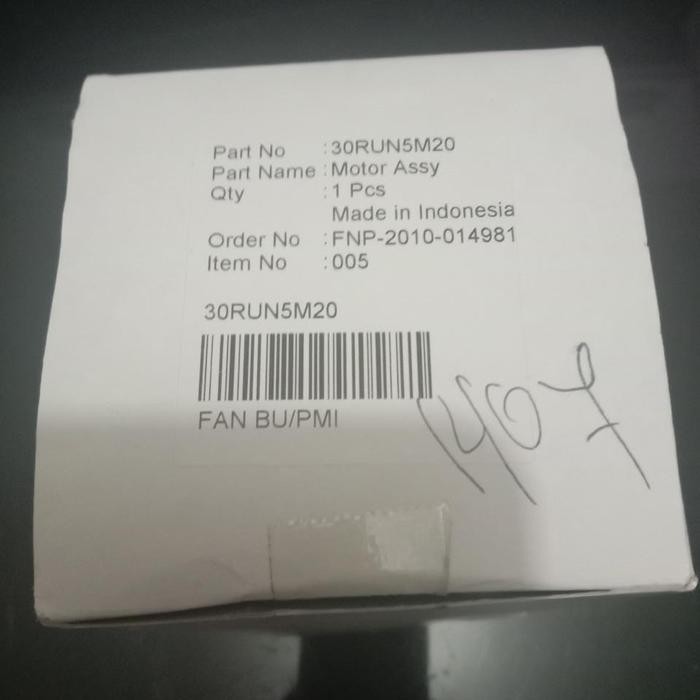 Part No :30RUN5M20
Part Name :Motor Assy
Qty :1 Pcs
Made in Indonesia
Order No :FNP-2010-014981
Item No :005
30RUN5M20
FAN BU/PMI
1407